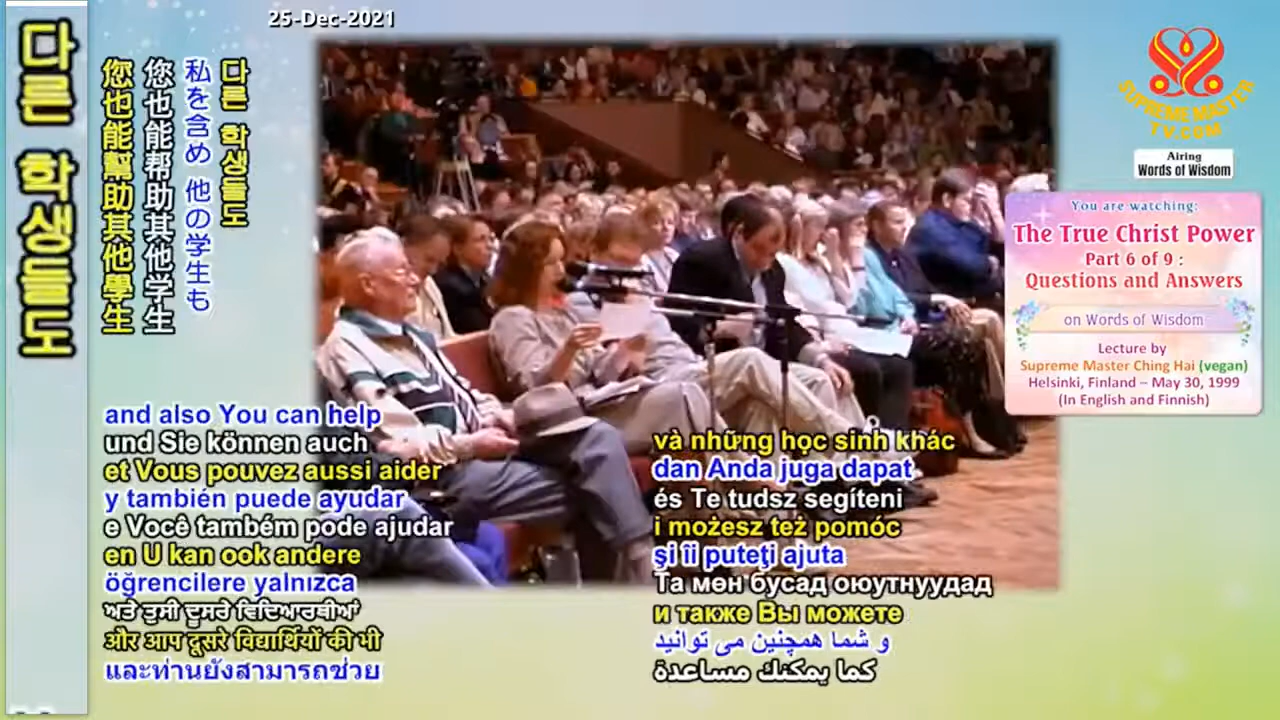 25-Dec-2021
다른 학생들도
다른 학생들도
私を含め 他の学生も
您也能帮助其他学生
您也能幫助其他學生
SUPREME MASTER
TV.COM
Airing
Words of Wisdom
You are watching:
The True Christ Power
Part 6 of 9 :
Questions and Answers
on Words of Wisdom
Lecture by
Supreme Master Ching Hai (vegan)
Helsinki, Finland – May 30, 1999
(In English and Finnish)
and also You can help
und Sie können auch
et Vous pouvez aussi aider
y también puede ayudar
e Você também pode ajudar
en U kan ook andere
öğrencilere yalnızca
ਅਤੇ ਤੁਸੀ ਦੂਸਰੇ ਵਿਦਿਆਰਥੀਆਂ
और आप दूसरे विद्यार्थियों की भी
และท่านยังสามารถช่วย
và những học sinh khác
dan Anda juga dapat
és Te tudsz segíteni
i możesz też pomóc
şi îi puteţi ajuta
Та мөн бусад оюутнуудад
и также Вы можете
و شما همچنین می توانید
كما يمكنك مساعدة